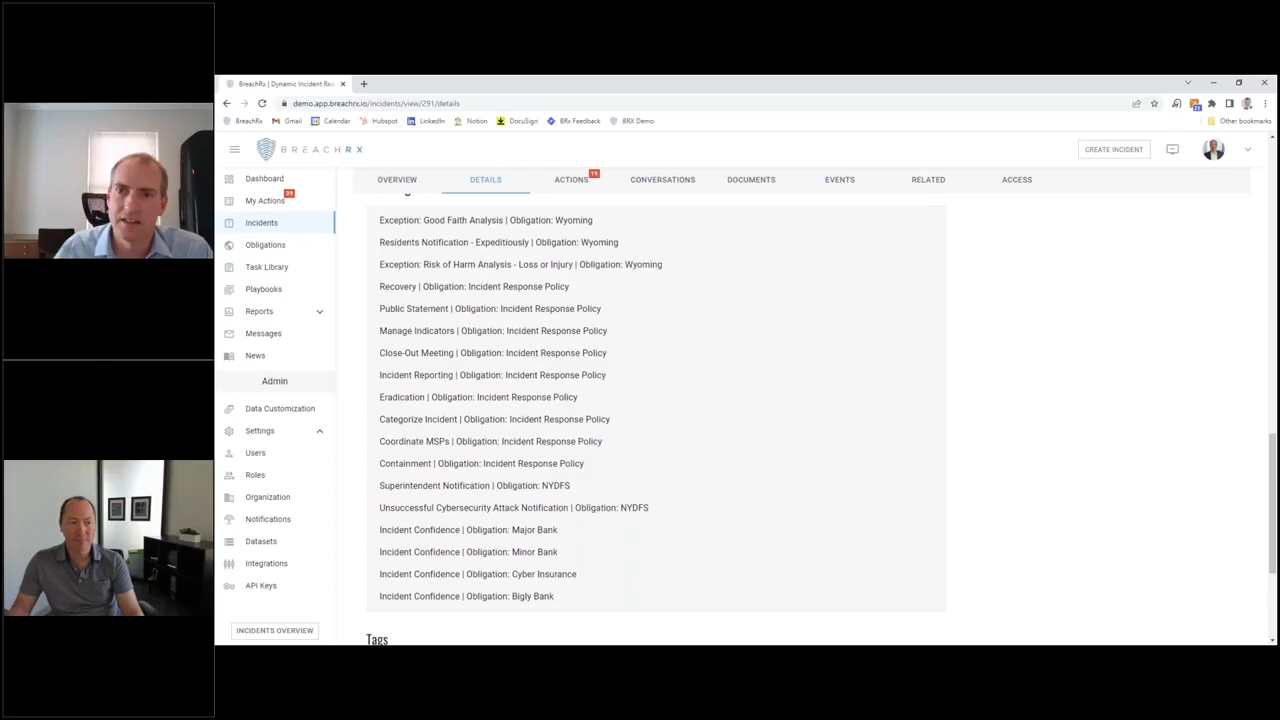 BreachRx | Dynamic Incident Res
demo.app.breachrx.io/incidents/view/291/details
BreachRx
Gmail
Calendar
Hubspot
LinkedIn
Notion
DocuSign
BRx Feedback
BRX Demo
Other bookmarks
BREACHRX
CREATE INCIDENT
OVERVIEW
DETAILS
ACTIONS
15
CONVERSATIONS
DOCUMENTS
EVENTS
RELATED
ACCESS
Dashboard
My Actions
39
Incidents
Obligations
Task Library
Playbooks
Reports
Messages
News
Admin
Data Customization
Settings
Users
Roles
Organization
Notifications
Datasets
Integrations
API Keys
INCIDENTS OVERVIEW
Exception: Good Faith Analysis | Obligation: Wyoming
Residents Notification - Expeditiously | Obligation: Wyoming
Exception: Risk of Harm Analysis - Loss or Injury | Obligation: Wyoming
Recovery | Obligation: Incident Response Policy
Public Statement | Obligation: Incident Response Policy
Manage Indicators | Obligation: Incident Response Policy
Close-Out Meeting | Obligation: Incident Response Policy
Incident Reporting | Obligation: Incident Response Policy
Eradication | Obligation: Incident Response Policy
Categorize Incident | Obligation: Incident Response Policy
Coordinate MSPs | Obligation: Incident Response Policy
Containment | Obligation: Incident Response Policy
Superintendent Notification | Obligation: NYDFS
Unsuccessful Cybersecurity Attack Notification | Obligation: NYDFS
Incident Confidence | Obligation: Major Bank
Incident Confidence | Obligation: Minor Bank
Incident Confidence | Obligation: Cyber Insurance
Incident Confidence | Obligation: Bigly Bank
Tags